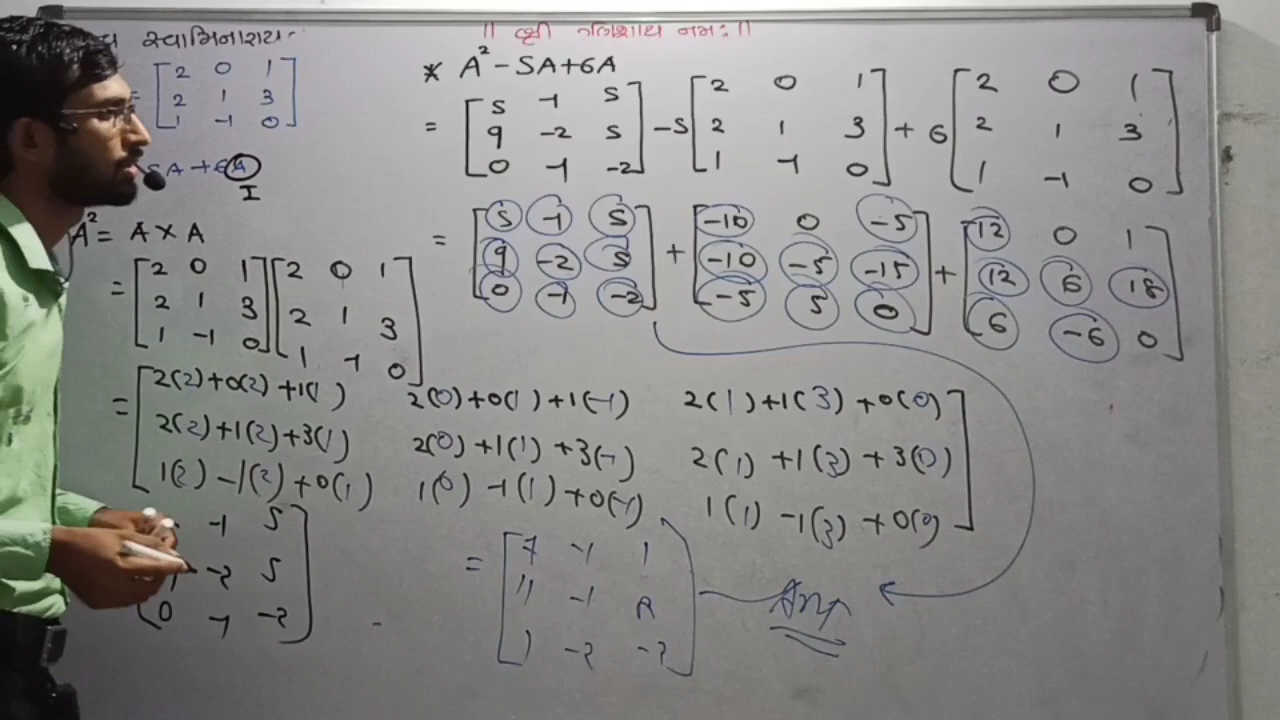 स्वामिनारायण
|| नमः ||
= [2 0 1
2 1 3
1 -1 0]
5A + 6A
I
A² = A × A
= [2 0 1] [2 0 1]
[2 1 3] [2 1 3]
[1 -1 0] [1 -1 0]
= [2(2)+0(2)+1(1) 2(0)+0(1)+1(-1) 2(1)+1(3)+0(0)]
[2(2)+1(2)+3(1) 2(0)+1(1)+3(-1) 2(1)+1(3)+3(0)]
[1(2)-1(2)+0(1) 1(0)-1(1)+0(-1) 1(1)-1(3)+0(0)]
-1 5]
-2 5]
[0 -1 -2]
* A² - 5A + 6A
= [5 -1 5] -5 [2 0 1] + 6 [2 0 1]
[9 -2 5] [2 1 3] [2 1 3]
[0 -1 -2] [1 -1 0] [1 -1 0]
= [5 -1 5] + [-10 0 -5] + [12 0 1]
[9 -2 5] [-10 -5 -15] [12 6 18]
[0 -1 -2] [-5 5 0] [6 -6 0]
= [7 -1 1]
[11 -1 ]
[1 -2 -2]
Ans